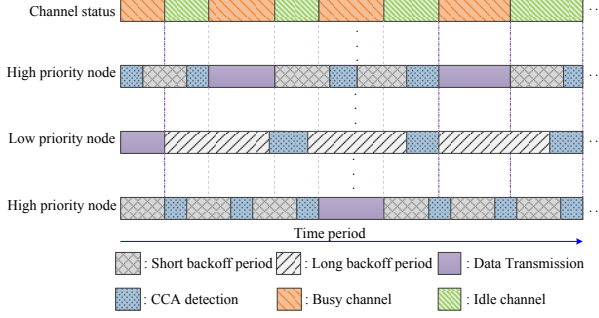 Channel status
...
High priority node
...
Low priority node
...
High priority node
...
Time period
: Short backoff period : Long backoff period : Data Transmission
: CCA detection : Busy channel : Idle channel